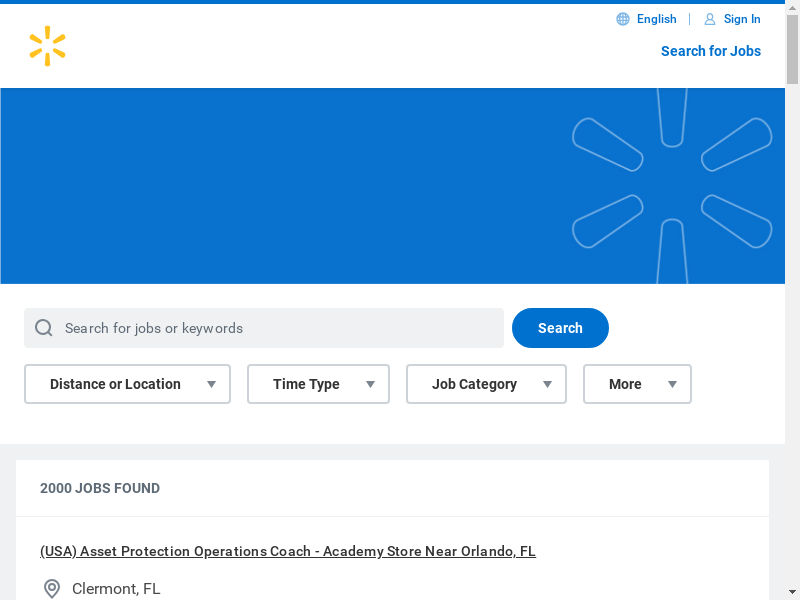 English
Sign In
Search for Jobs
Search for jobs or keywords
Search
Distance or Location
Time Type
Job Category
More
2000 JOBS FOUND
(USA) Asset Protection Operations Coach - Academy Store Near Orlando, FL
Clermont, FL